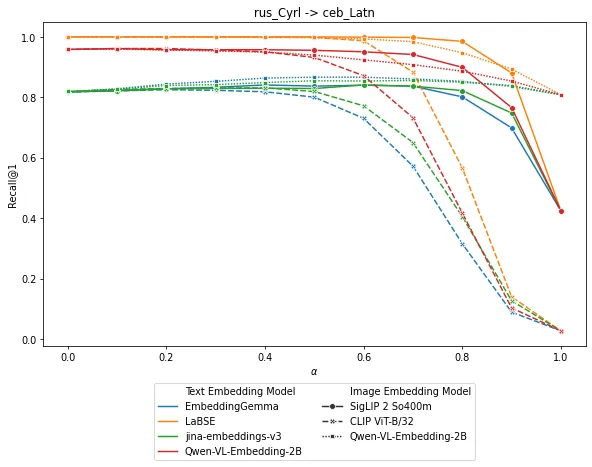 rus_Cyrl -> ceb_Latn
Recall@1
1.0
0.8
0.6
0.4
0.2
0.0
0.0 0.2 0.4 0.6 0.8 1.0
α
Text Embedding Model
EmbeddingGemma
LaBSE
jina-embeddings-v3
Qwen-VL-Embedding-2B
Image Embedding Model
SigLIP 2 So400m
CLIP ViT-B/32
Qwen-VL-Embedding-2B